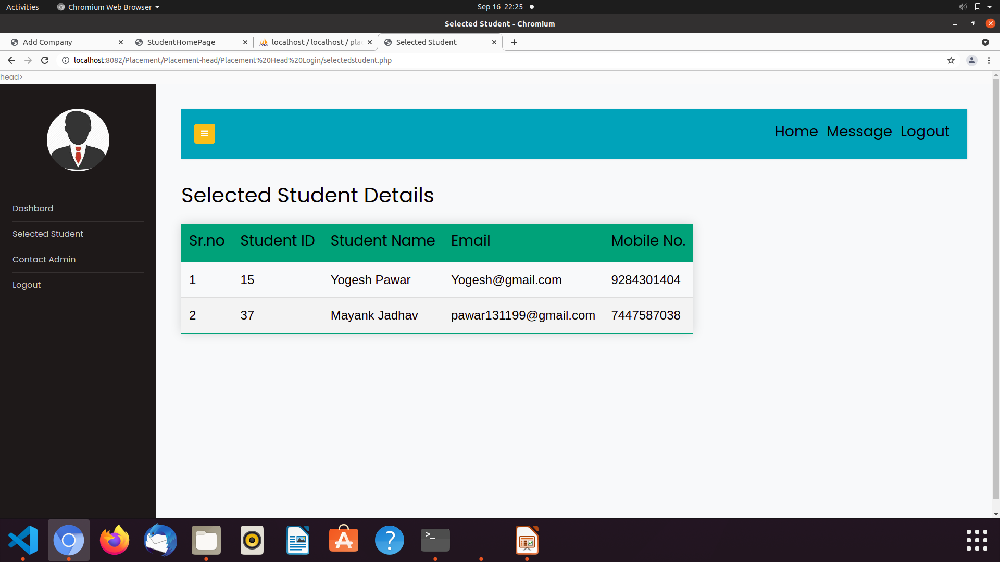 Activities Chromium Web Browser Sep 16 22:25
Selected Student - Chromium
Add Company StudentHomePage localhost / localhost / pla Selected Student
localhost:8082/Placement/Placement-head/Placement%20Head%20Login/selectedstudent.php
head>
Home Message Logout
Dashbord
Selected Student
Contact Admin
Logout
Selected Student Details
Sr.no Student ID Student Name Email Mobile No.
1 15 Yogesh Pawar Yogesh@gmail.com 9284301404
2 37 Mayank Jadhav pawar131199@gmail.com 7447587038